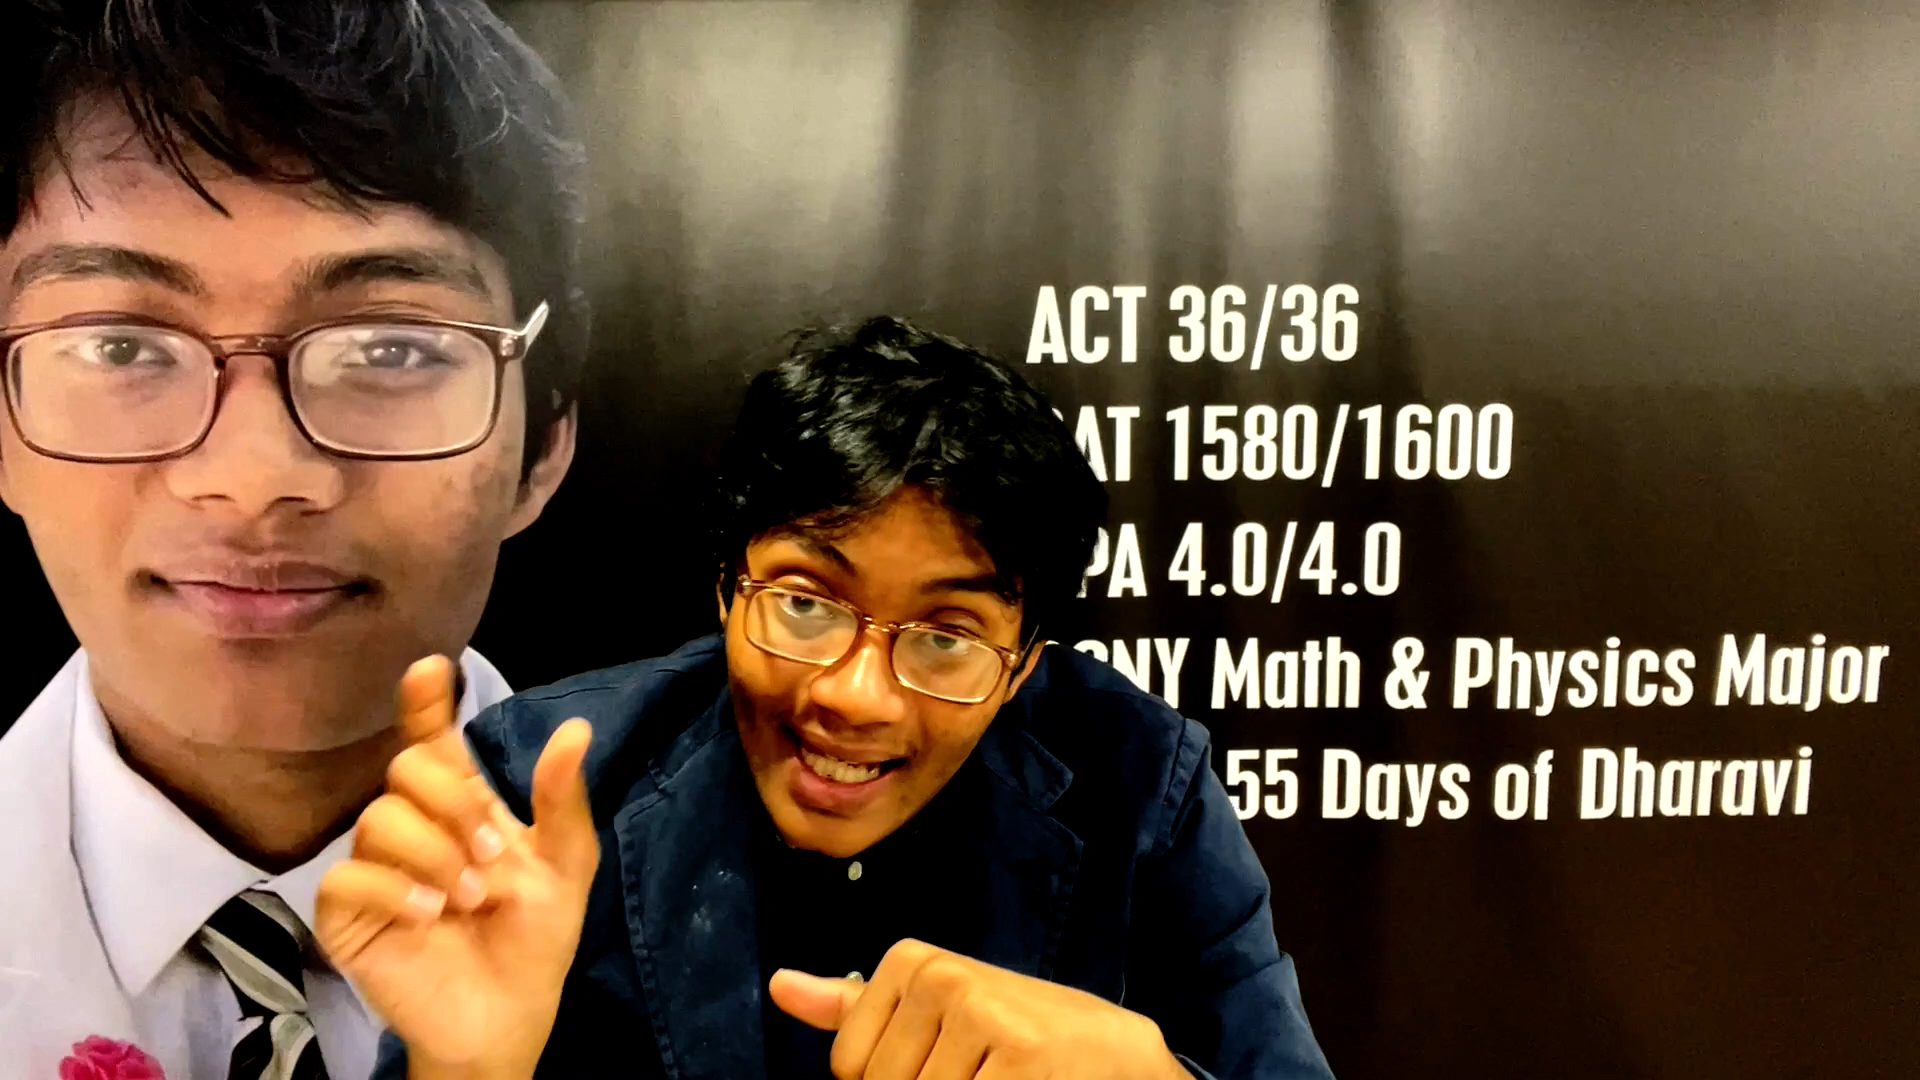 ACT 36/36
AT 1580/1600
PA 4.0/4.0
NY Math & Physics Major
55 Days of Dharavi